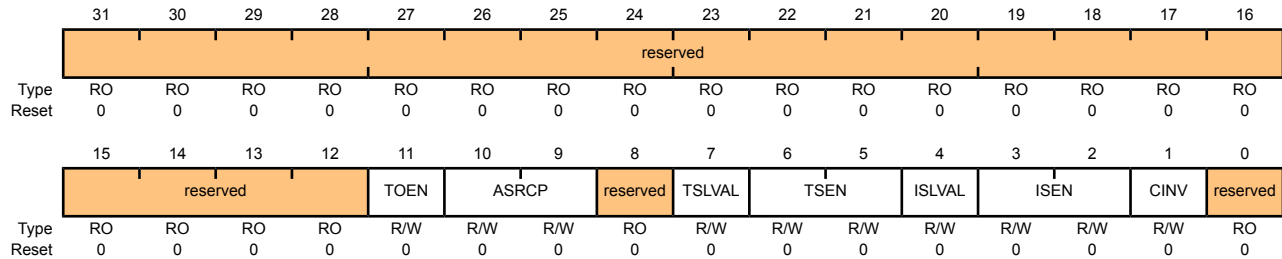 31 30 29 28 27 26 25 24 23 22 21 20 19 18 17 16
reserved
Type RO RO RO RO RO RO RO RO RO RO RO RO RO RO RO RO
Reset 0 0 0 0 0 0 0 0 0 0 0 0 0 0 0 0
15 14 13 12 11 10 9 8 7 6 5 4 3 2 1 0
reserved TOEN ASRCP reserved TSLVAL TSEN ISLVAL ISEN CINV reserved
Type RO RO RO RO R/W R/W R/W RO R/W R/W R/W R/W R/W R/W R/W RO
Reset 0 0 0 0 0 0 0 0 0 0 0 0 0 0 0 0